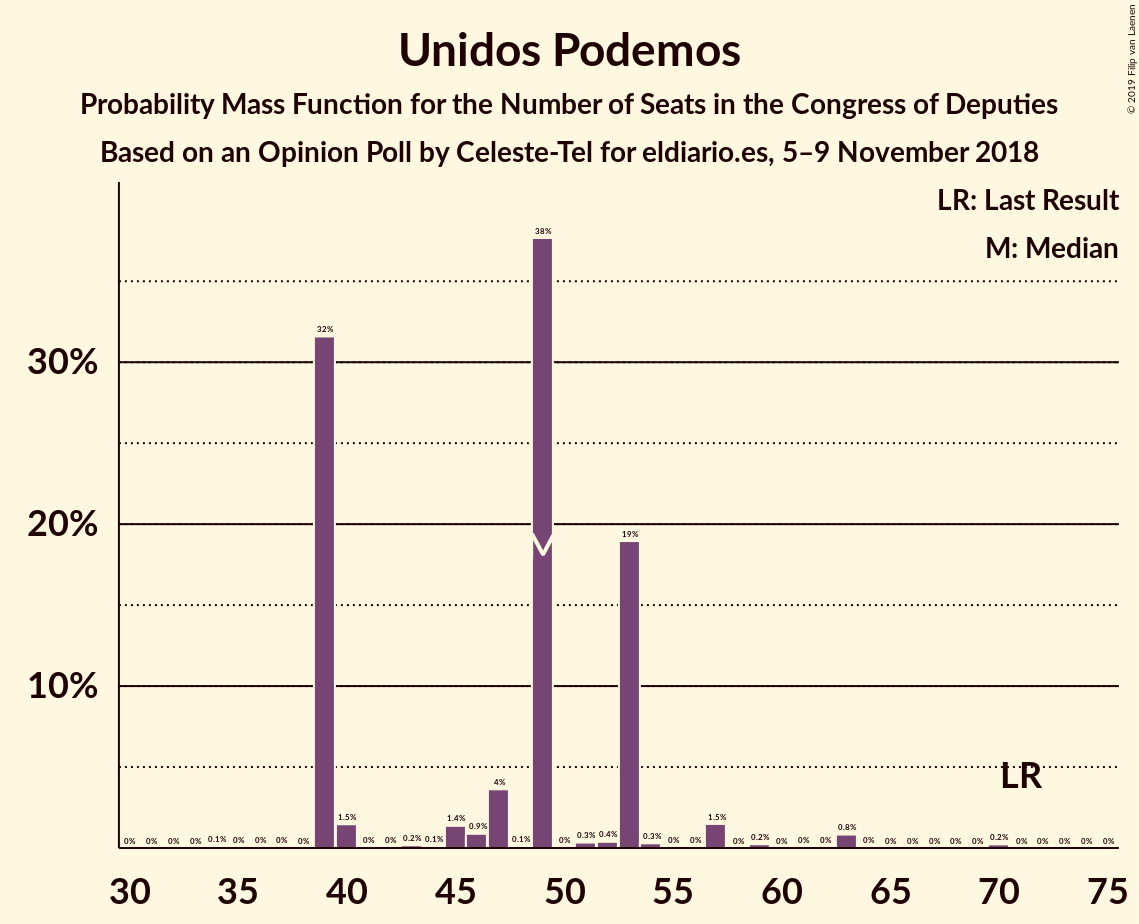 Unidos Podemos
Probability Mass Function for the Number of Seats in the Congress of Deputies
Based on an Opinion Poll by Celeste-Tel for eldiario.es, 5–9 November 2018
© 2019 Filip van Laenen
LR: Last Result
M: Median
30%
20%
10%
0% 0% 0% 0% 0.1% 0% 0% 0% 0% 32% 1.5% 0% 0% 0.2% 0.1% 1.4% 0.9% 4% 0.1% 38% 0% 0.3% 0.4% 19% 0.3% 0% 0% 1.5% 0% 0.2% 0% 0% 0% 0.8% 0% 0% 0% 0% 0% 0% 0.2% 0% 0% 0% 0% 0%
LR
30 35 40 45 50 55 60 65 70 75